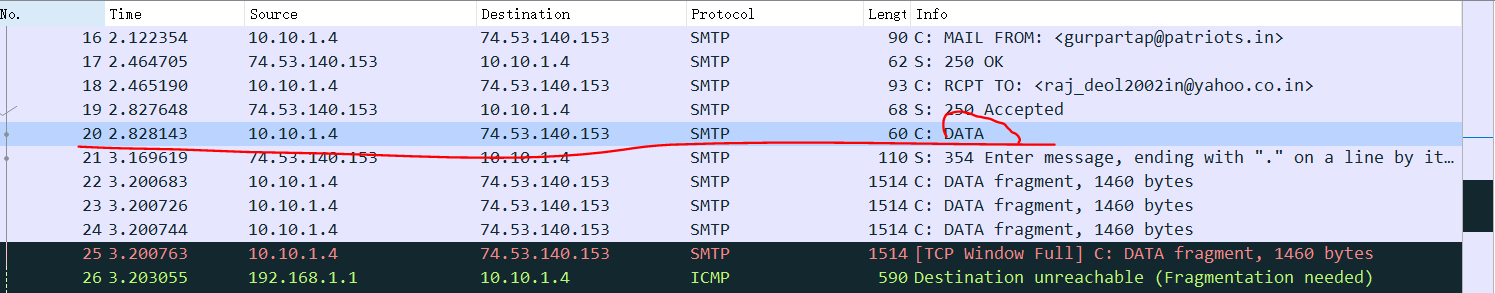 No. Time Source Destination Protocol Lengt Info
16 2.122354 10.10.1.4 74.53.140.153 SMTP 90 C: MAIL FROM: <gurpartap@patriots.in>
17 2.464705 74.53.140.153 10.10.1.4 SMTP 62 S: 250 OK
18 2.465190 10.10.1.4 74.53.140.153 SMTP 93 C: RCPT TO: <raj_deol2002in@yahoo.co.in>
19 2.827648 74.53.140.153 10.10.1.4 SMTP 68 S: 250 Accepted
20 2.828143 10.10.1.4 74.53.140.153 SMTP 60 C: DATA
21 3.169619 74.53.140.153 10.10.1.4 SMTP 110 S: 354 Enter message, ending with "." on a line by it…
22 3.200683 10.10.1.4 74.53.140.153 SMTP 1514 C: DATA fragment, 1460 bytes
23 3.200726 10.10.1.4 74.53.140.153 SMTP 1514 C: DATA fragment, 1460 bytes
24 3.200744 10.10.1.4 74.53.140.153 SMTP 1514 C: DATA fragment, 1460 bytes
25 3.200763 10.10.1.4 74.53.140.153 SMTP 1514 [TCP Window Full] C: DATA fragment, 1460 bytes
26 3.203055 192.168.1.1 10.10.1.4 ICMP 590 Destination unreachable (Fragmentation needed)